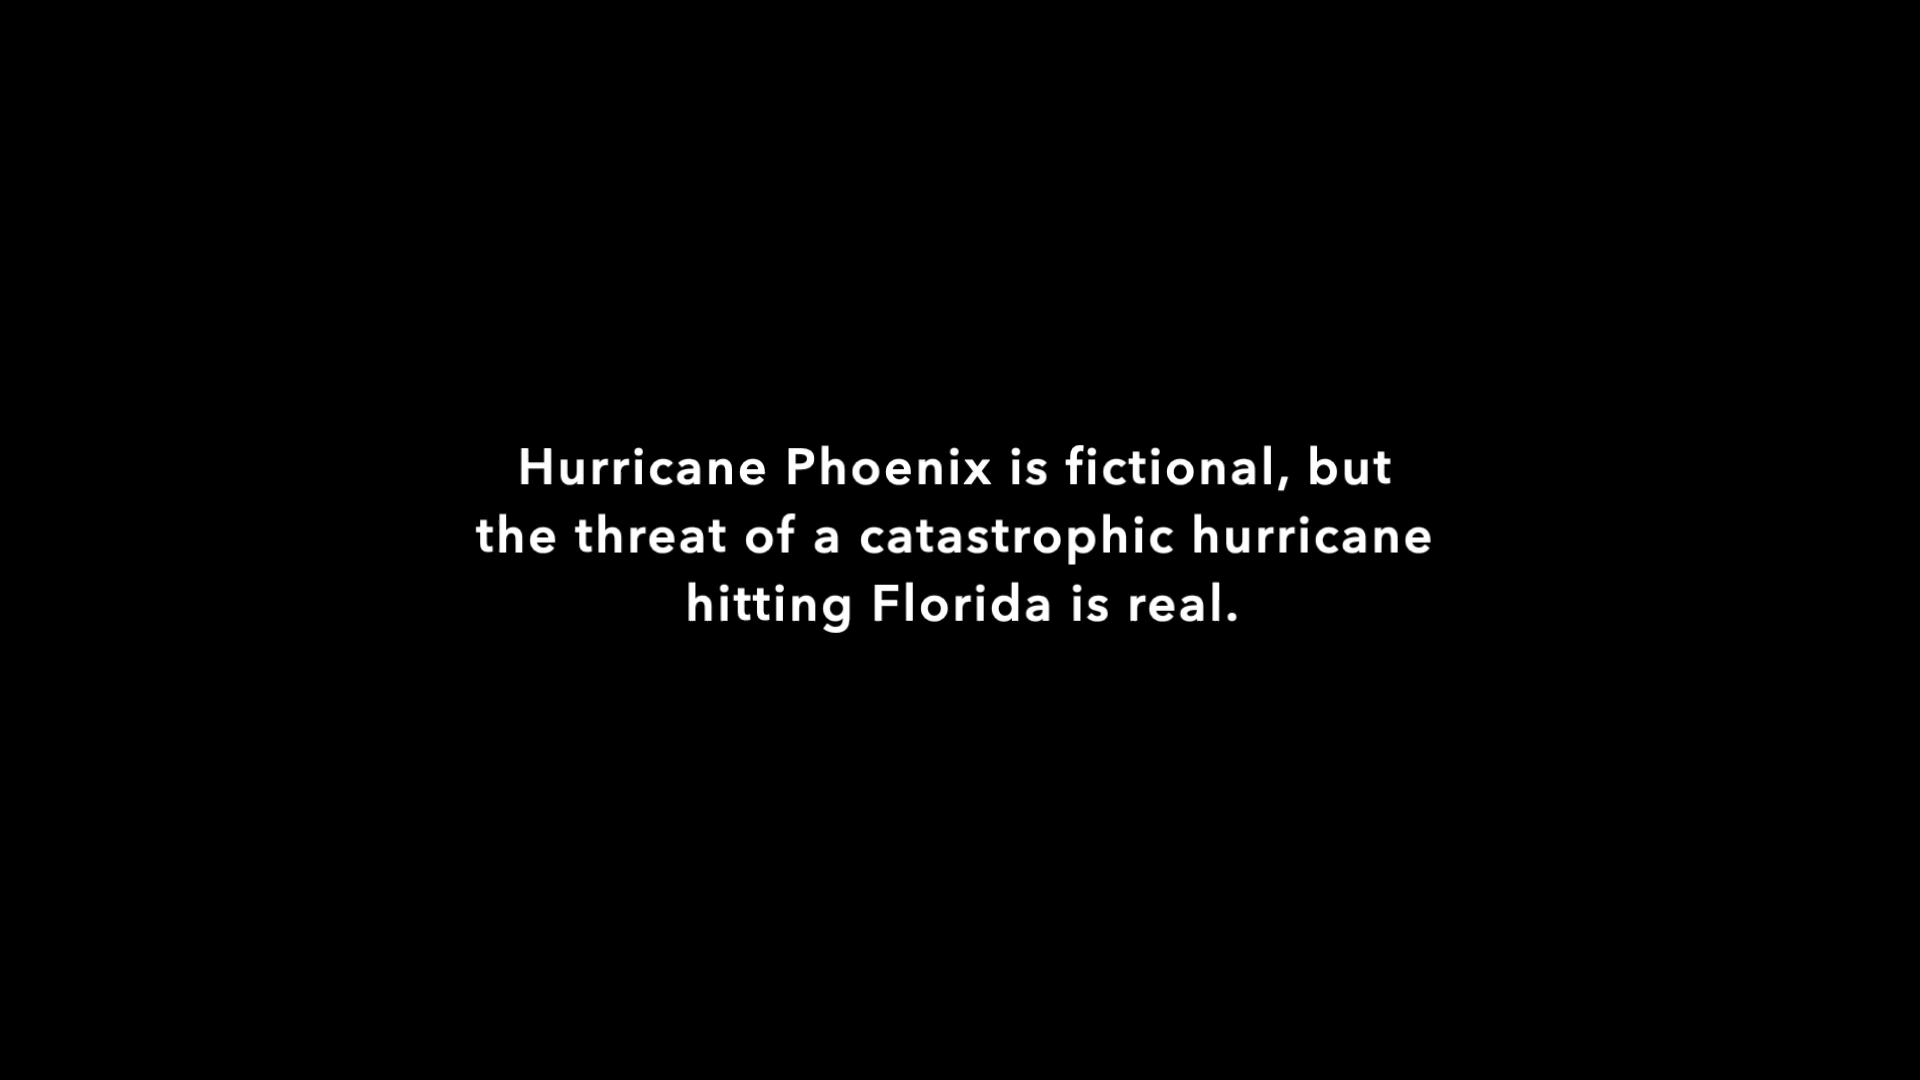 Hurricane Phoenix is fictional, but
the threat of a catastrophic hurricane
hitting Florida is real.